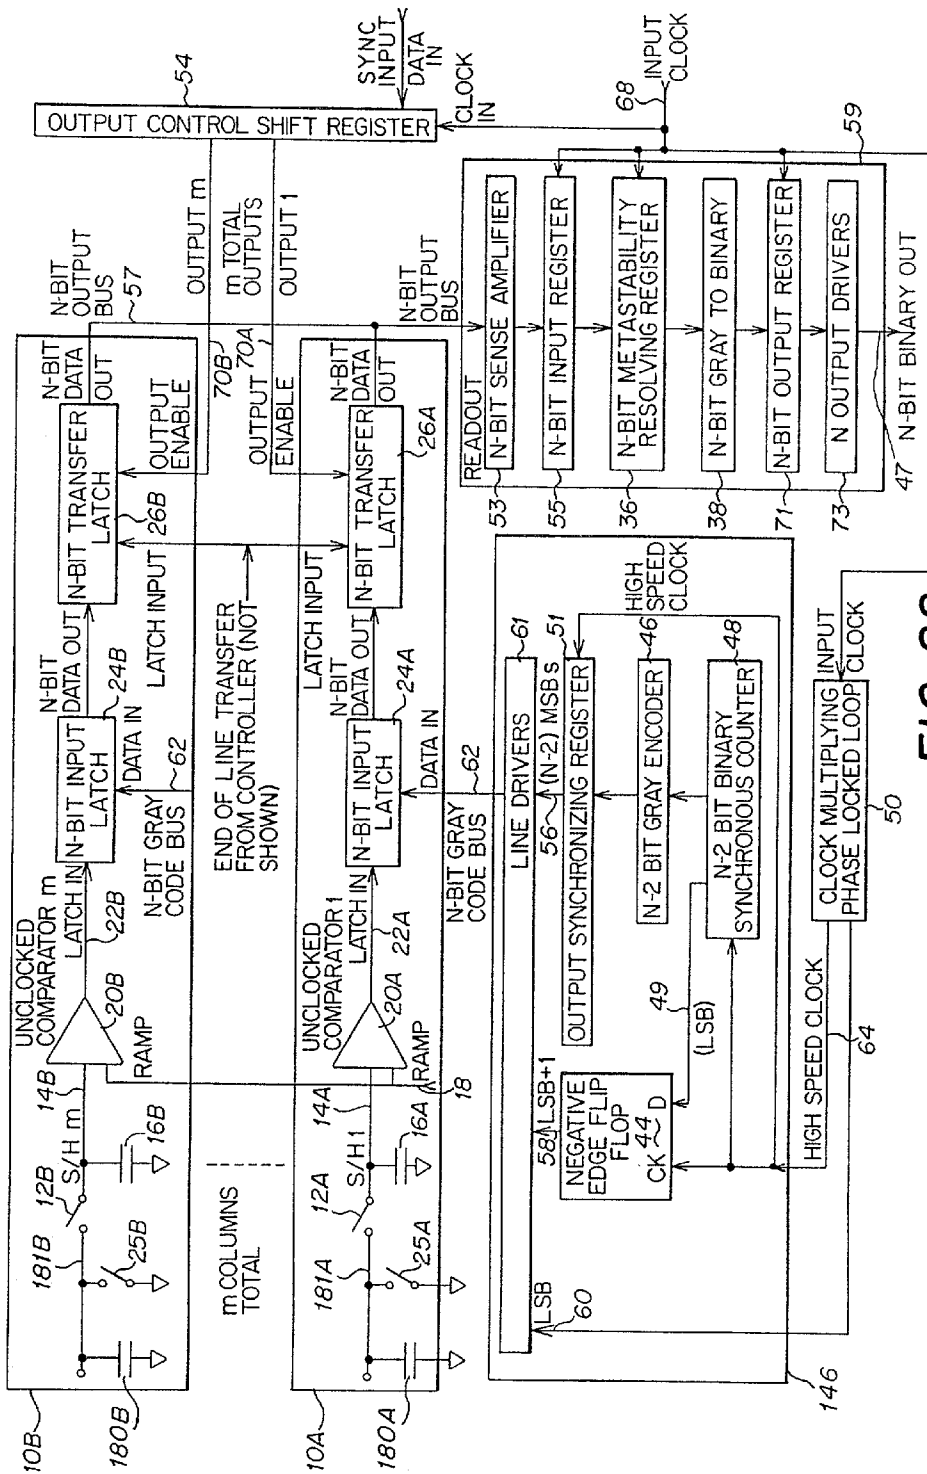 10B
180B
181B
12B
25B
S/H m
16B
14B
UNCLOCKED
COMPARATOR m
20B
RAMP
LATCH IN
22B
N-BIT INPUT
LATCH
24B
N-BIT GRAY
CODE BUS
62
DATA IN
N-BIT
DATA OUT
N-BIT TRANSFER
LATCH
26B
LATCH INPUT
OUTPUT
ENABLE
N-BIT
DATA
OUT
N-BIT
OUTPUT
BUS
57
m COLUMNS
TOTAL
END OF LINE TRANSFER
FROM CONTROLLER (NOT
SHOWN)
70B
70A
OUTPUT m
m TOTAL
OUTPUTS
OUTPUT 1
54
OUTPUT CONTROL SHIFT REGISTER
SYNC
INPUT
DATA
IN
CLOCK
IN
10A
180A
181A
12A
25A
S/H 1
16A
14A
18
UNCLOCKED
COMPARATOR 1
20A
RAMP
LATCH IN
22A
N-BIT INPUT
LATCH
24A
N-BIT GRAY
CODE BUS
62
DATA IN
N-BIT
DATA OUT
N-BIT TRANSFER
LATCH
26A
LATCH INPUT
OUTPUT
ENABLE
N-BIT
DATA
OUT
N-BIT
OUTPUT
BUS
68
INPUT
CLOCK
146
LSB
60
LINE DRIVERS
61
58
LSB+1
56
(N-2) MSBs
NEGATIVE
EDGE FLIP
FLOP
44
CK
D
OUTPUT SYNCHRONIZING REGISTER
51
HIGH
SPEED
CLOCK
N-2 BIT GRAY ENCODER
46
49
(LSB)
N-2 BIT BINARY
SYNCHRONOUS COUNTER
48
HIGH SPEED CLOCK
64
CLOCK MULTIPLYING
PHASE LOCKED LOOP
50
INPUT
CLOCK
READOUT
59
53
N-BIT SENSE AMPLIFIER
55
N-BIT INPUT REGISTER
36
N-BIT METASTABILITY
RESOLVING REGISTER
38
N-BIT GRAY TO BINARY
71
N-BIT OUTPUT REGISTER
73
N OUTPUT DRIVERS
47
N-BIT BINARY OUT